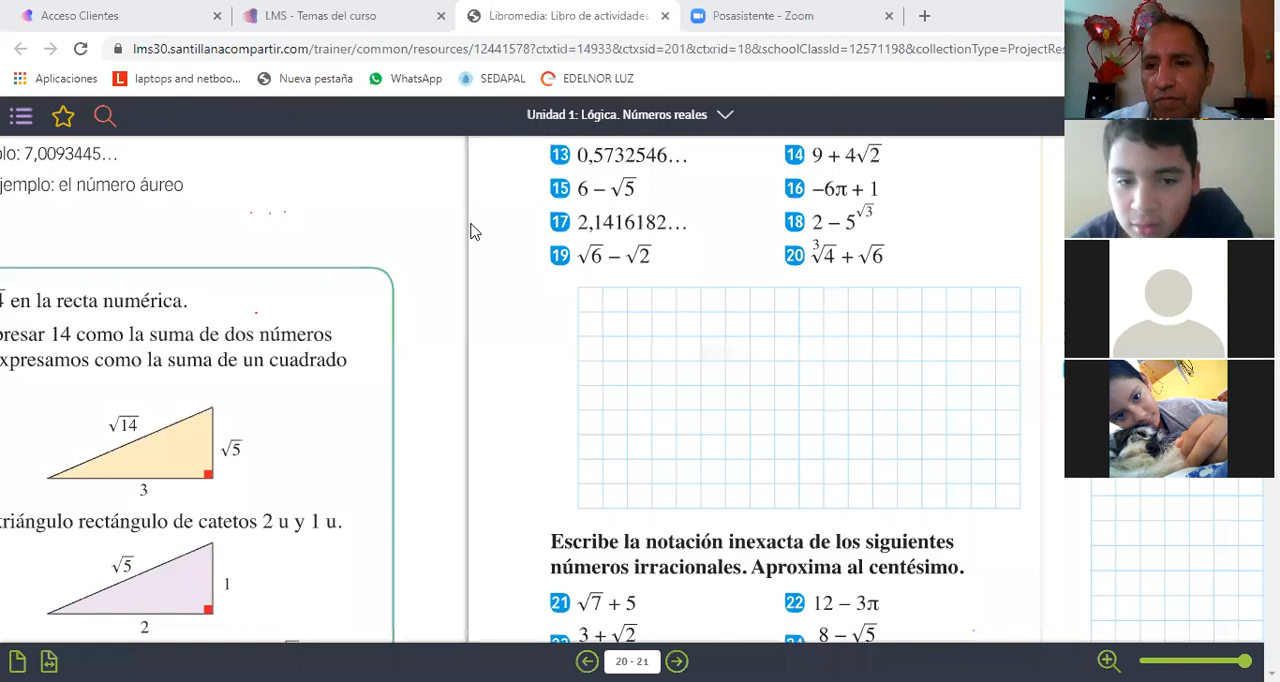 Acceso Clientes
LMS - Temas del curso
Libromedia: Libro de actividades
Posasistente - Zoom
lms30.santillanacompartir.com/trainer/common/resources/12441578?ctxtid=14933&ctxsid=201&ctxrid=18&schoolClassId=12571198&collectionType=ProjectRes
Aplicaciones
laptops and netboo...
Nueva pestaña
WhatsApp
SEDAPAL
EDELNOR LUZ
Unidad 1: Lógica. Números reales
plo: 7,0093445...
jemplo: el número áureo
4 en la recta numérica.
presar 14 como la suma de dos números
expresamos como la suma de un cuadrado
√14
√5
3
triángulo rectángulo de catetos 2 u y 1 u.
√5
1
2
13 0,5732546...
14 9 + 4√2
15 6 – √5
16 –6π + 1
17 2,1416182...
18 2 – 5^√3
19 √6 – √2
20 ∛4 + √6
Escribe la notación inexacta de los siguientes
números irracionales. Aproxima al centésimo.
21 √7 + 5
22 12 – 3π
3 + √2
8 – √5
20 - 21